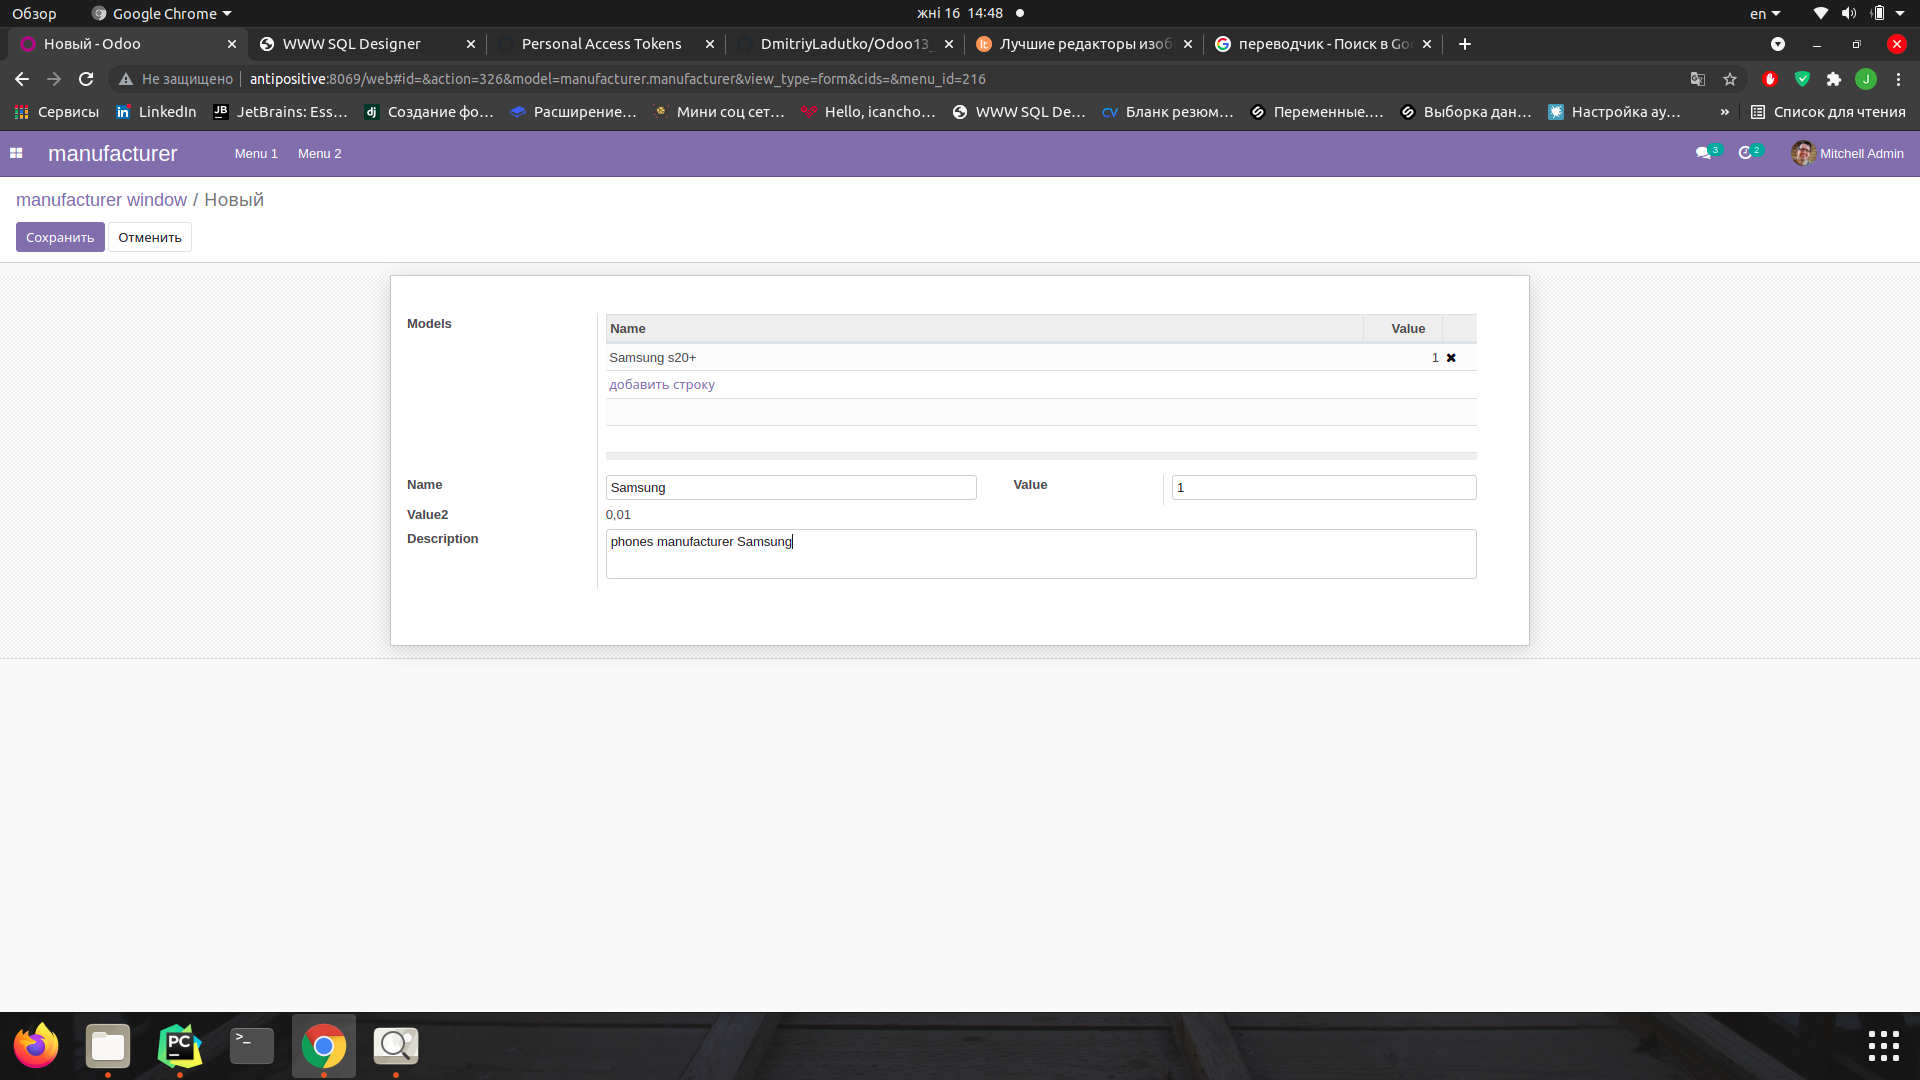 Обзор
Google Chrome
жні 16 14:48
en
Новый - Odoo
WWW SQL Designer
Personal Access Tokens
DmitriyLadutko/Odoo13_
Лучшие редакторы изоб
переводчик - Поиск в Go
Не защищено
antipositive:8069/web#id=&action=326&model=manufacturer.manufacturer&view_type=form&cids=&menu_id=216
J
Сервисы
LinkedIn
JetBrains: Ess...
Создание фо...
Расширение...
Мини соц сет...
Hello, icancho...
WWW SQL De...
Бланк резюм...
Переменные....
Выборка дан...
Настройка ау...
»
Список для чтения
manufacturer
Menu 1
Menu 2
3
2
Mitchell Admin
manufacturer window / Новый
Сохранить
Отменить
Models
Name
Value
Samsung s20+
1
добавить строку
Name
Samsung
Value
1
Value2
0,01
Description
phones manufacturer Samsung
PC
>_